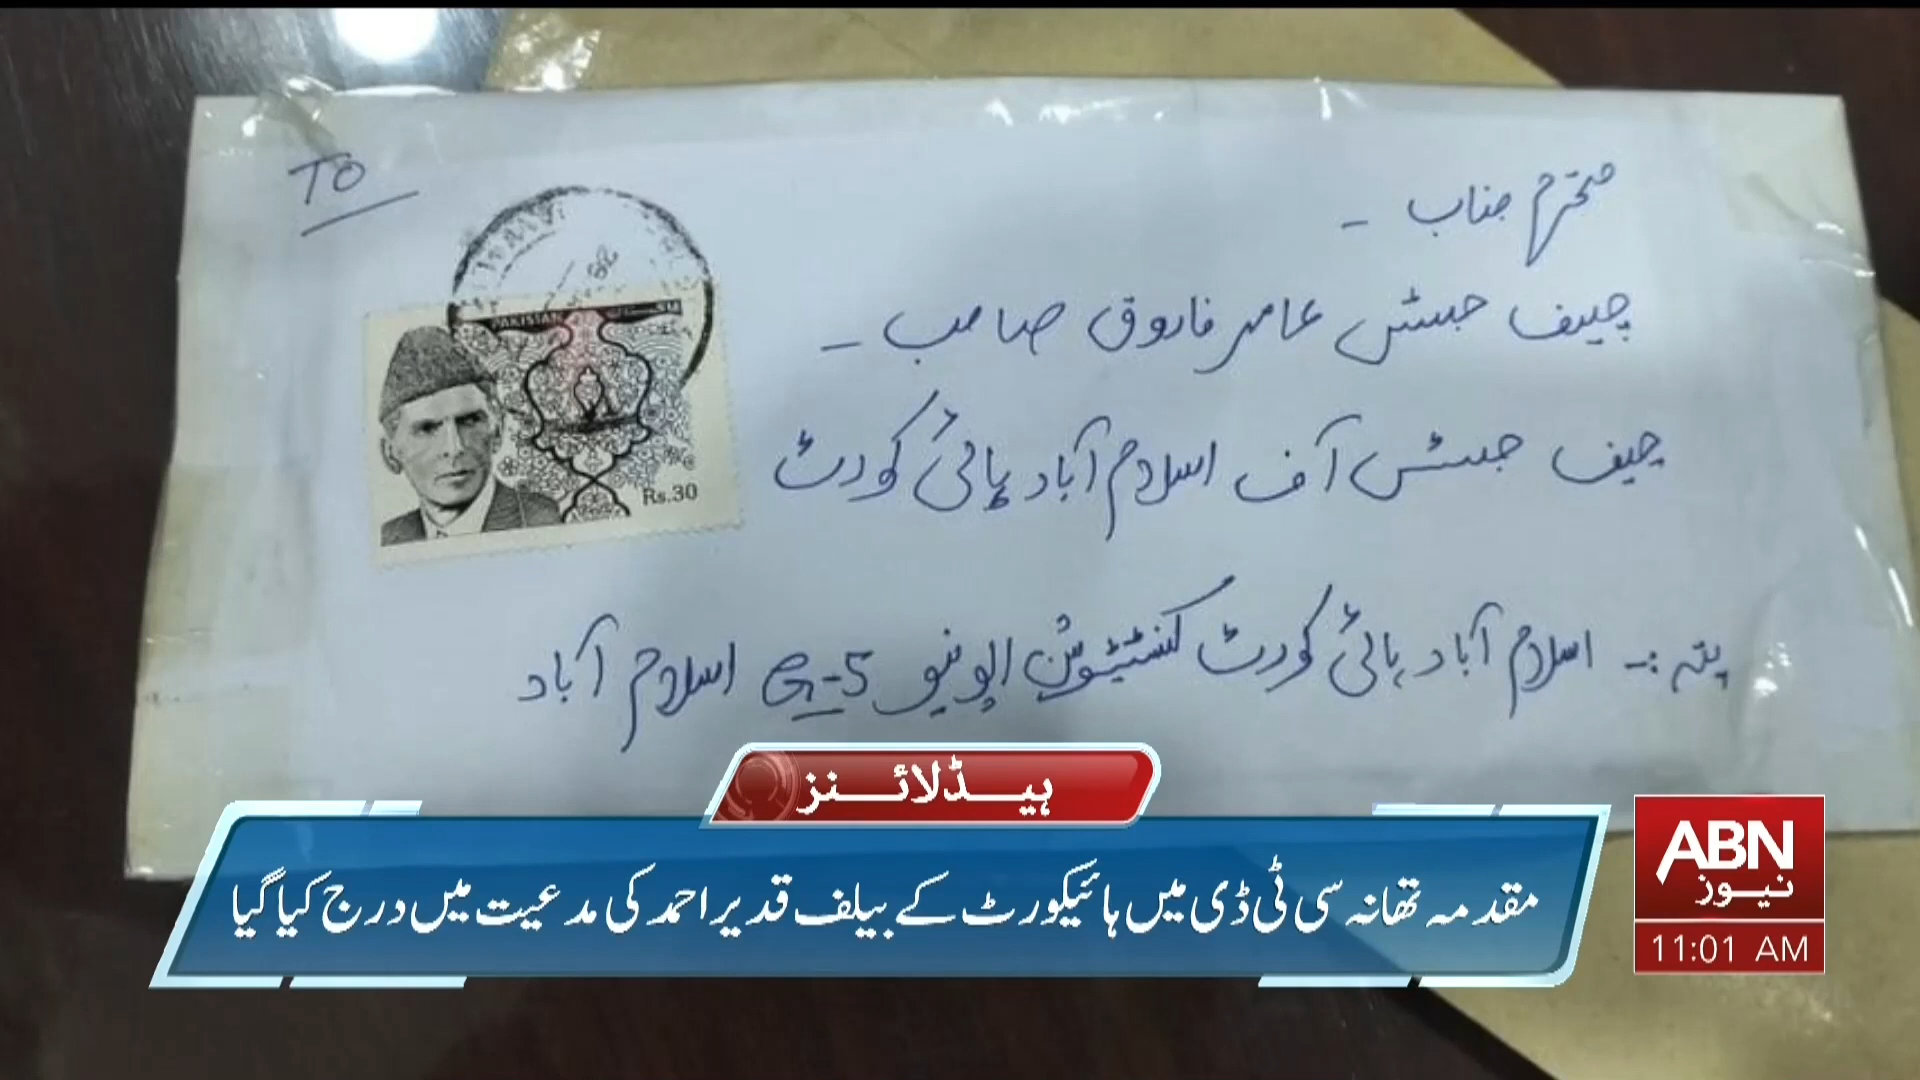 TO
محترم جناب -
چیف جسٹس عامر فاروق صاحب -
چیف جسٹس آف اسلام آباد ہائی کورٹ
پتہ :- اسلام آباد ہائی کورٹ کنسٹیٹیوشن ایونیو G-5 اسلام آباد
PAKISTAN
Rs.30
ہیڈلائنز
مقدمہ تھانہ سی ٹی ڈی میں ہائیکورٹ کے بیلف قدیر احمد کی مدعیت میں درج کیا گیا
ABN
نیوز
11:01 AM